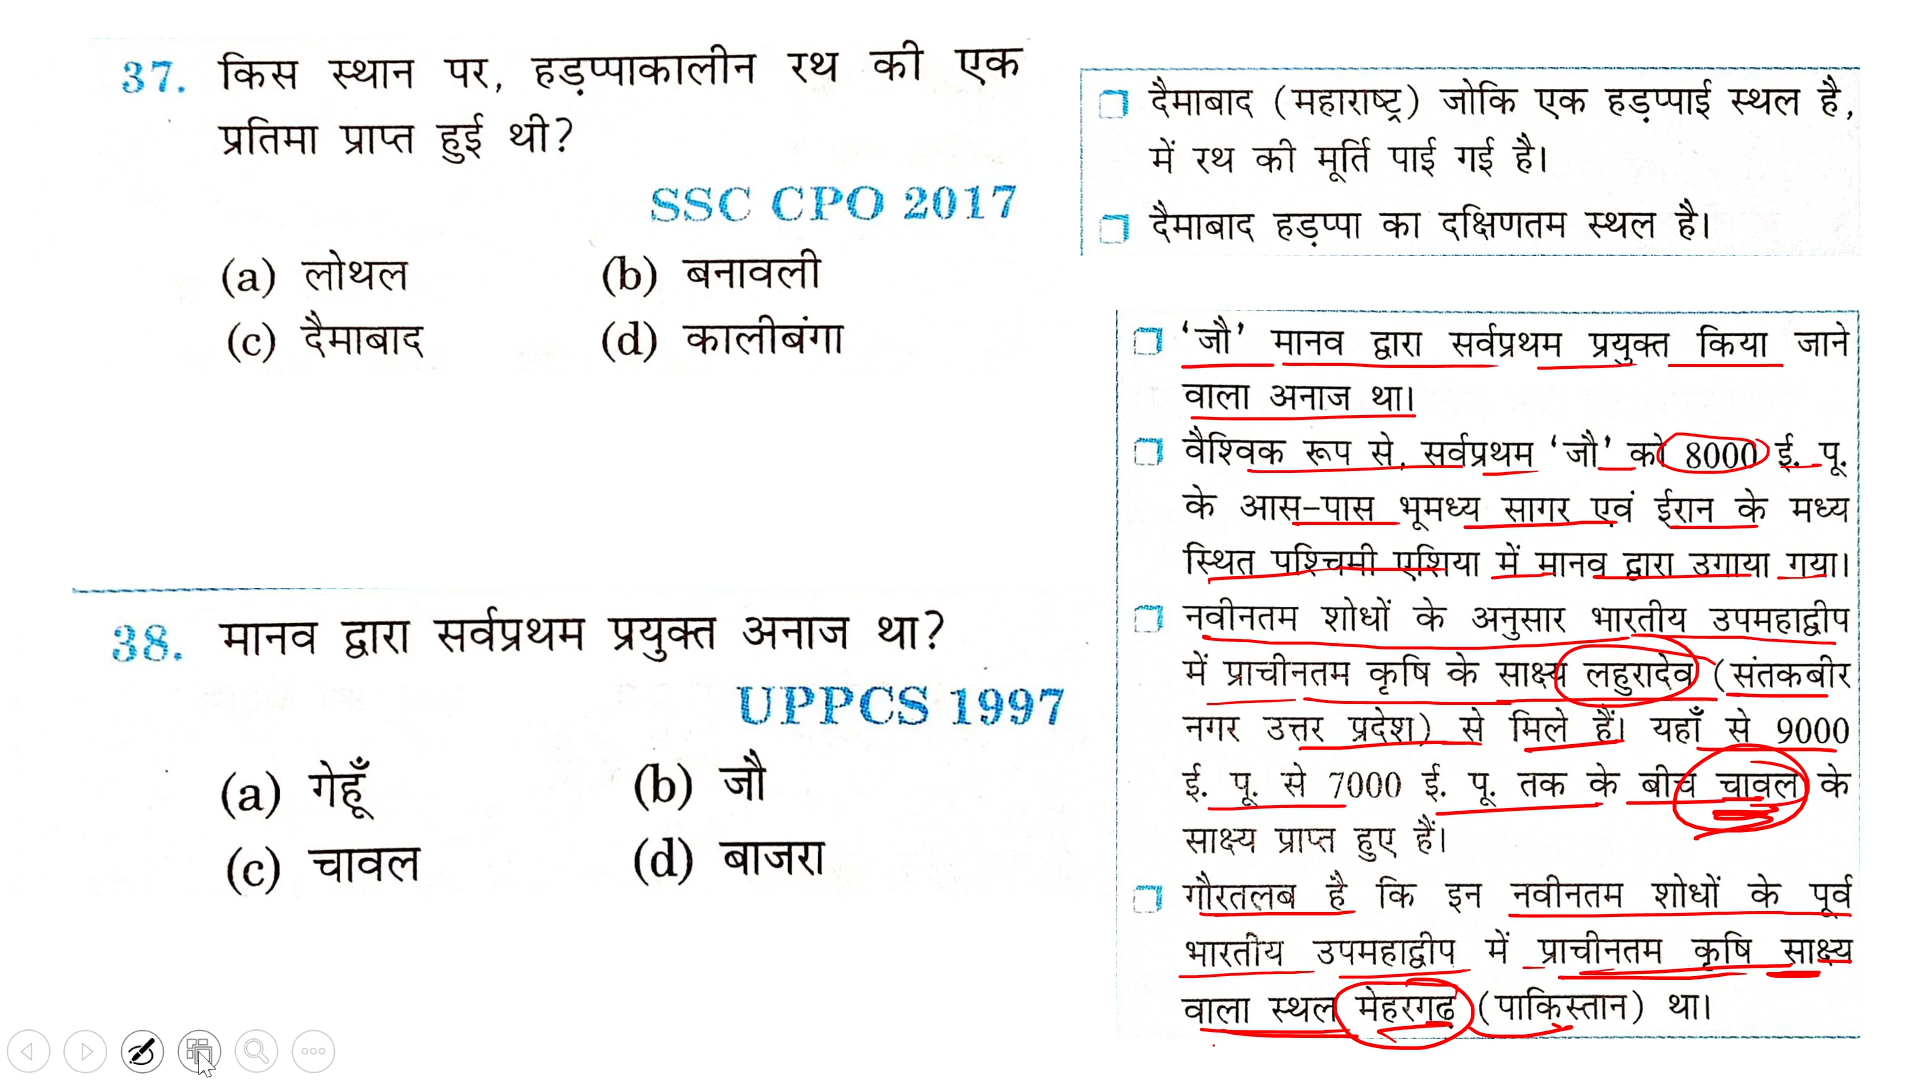 37. किस स्थान पर, हड़प्पाकालीन रथ की एक
प्रतिमा प्राप्त हुई थी?
SSC CPO 2017
(a) लोथल (b) बनावली
(c) दैमाबाद (d) कालीबंगा
38. मानव द्वारा सर्वप्रथम प्रयुक्त अनाज था?
UPPCS 1997
(a) गेहूँ (b) जौ
(c) चावल (d) बाजरा
दैमाबाद (महाराष्ट्र) जोकि एक हड़प्पाई स्थल है,
में रथ की मूर्ति पाई गई है।
दैमाबाद हड़प्पा का दक्षिणतम स्थल है।
‘जौ’ मानव द्वारा सर्वप्रथम प्रयुक्त किया जाने
वाला अनाज था।
वैश्विक रूप से, सर्वप्रथम ‘जौ’ को 8000 ई. पू.
के आस-पास भूमध्य सागर एवं ईरान के मध्य
स्थित पश्चिमी एशिया में मानव द्वारा उगाया गया।
नवीनतम शोधों के अनुसार भारतीय उपमहाद्वीप
में प्राचीनतम कृषि के साक्ष्य लहुरादेव (संतकबीर
नगर उत्तर प्रदेश) से मिले हैं। यहाँ से 9000
ई. पू. से 7000 ई. पू. तक के बीच चावल के
साक्ष्य प्राप्त हुए हैं।
गौरतलब है कि इन नवीनतम शोधों के पूर्व
भारतीय उपमहाद्वीप में प्राचीनतम कृषि साक्ष्य
वाला स्थल मेहरगढ़ (पाकिस्तान) था।